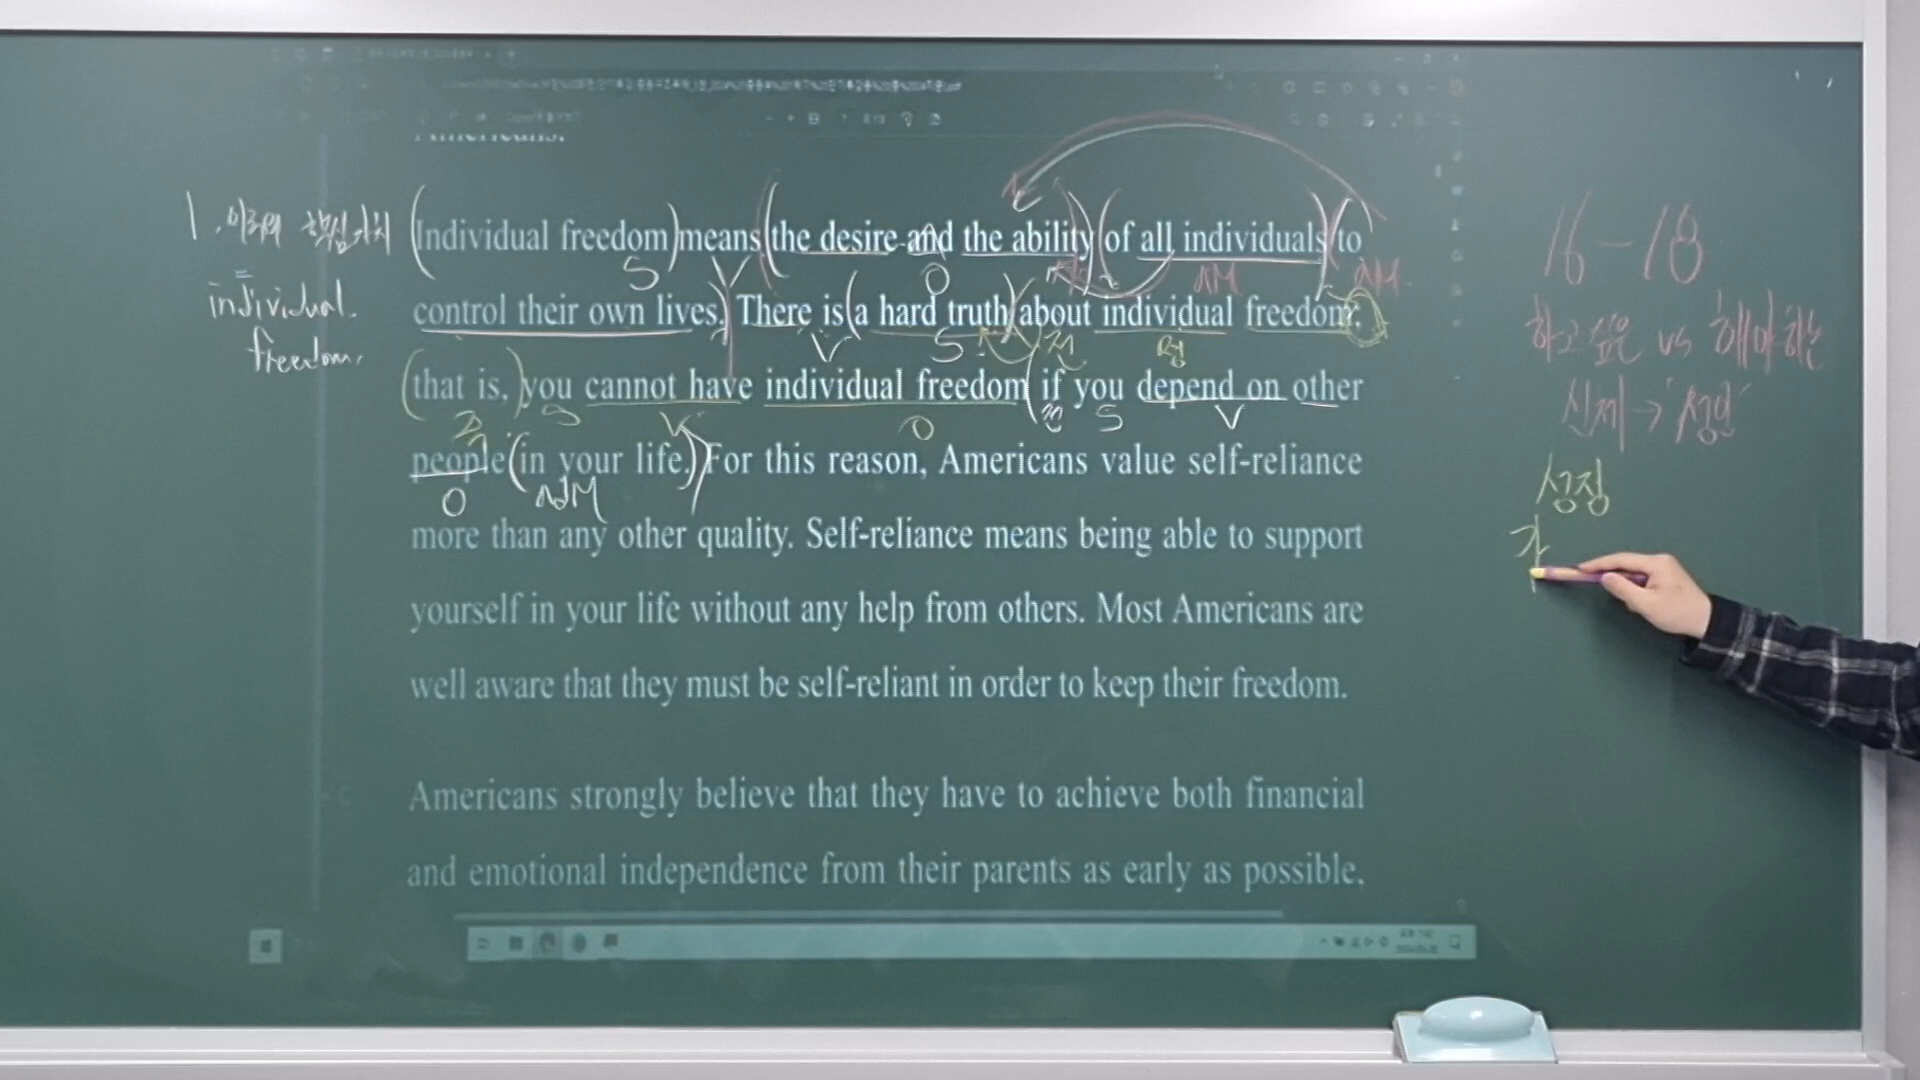 Americans.
1. 미국의 핵심가치
individual
freedom.
Individual freedom means the desire and the ability of all individuals to
control their own lives. There is a hard truth about individual freedom:
that is, you cannot have individual freedom if you depend on other
people in your life. For this reason, Americans value self-reliance
more than any other quality. Self-reliance means being able to support
yourself in your life without any help from others. Most Americans are
well aware that they must be self-reliant in order to keep their freedom.
Americans strongly believe that they have to achieve both financial
and emotional independence from their parents as early as possible,
S V O
V S 전 명
S V O S V
O AdM
16-18
하고 싶은 vs 해야 하는
신체 → '성인'
성장